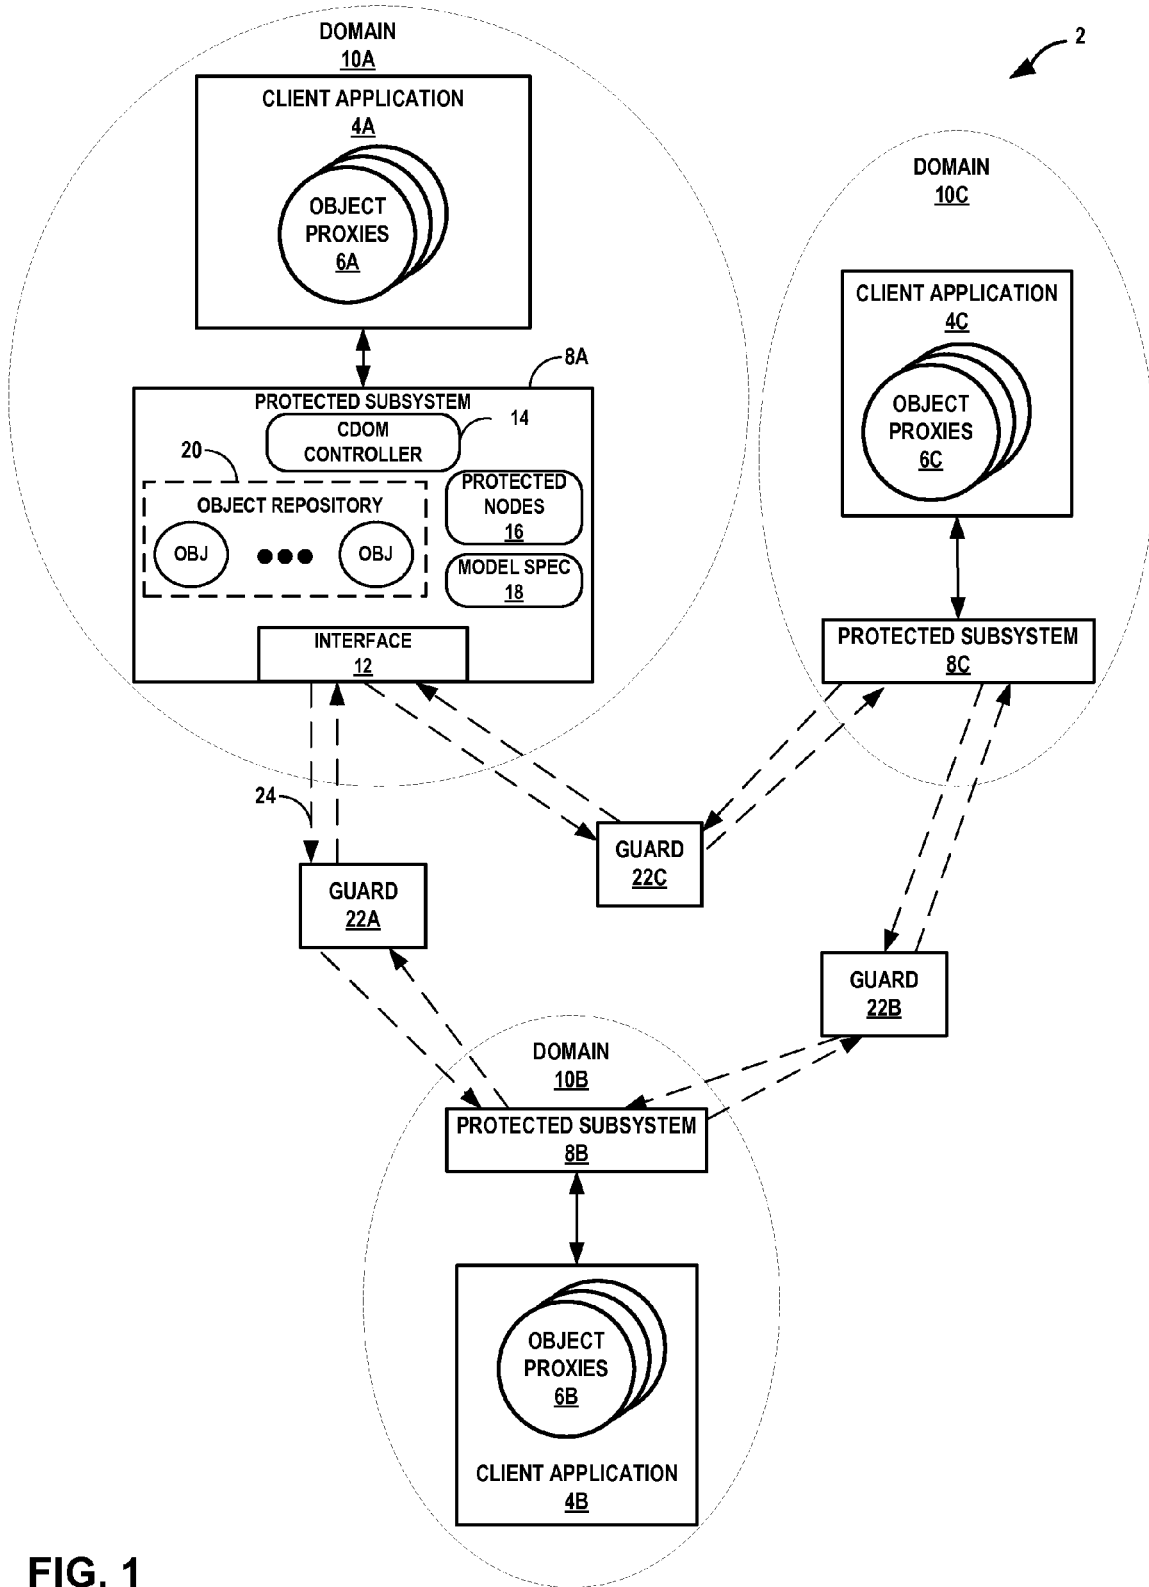 2
DOMAIN
10A
CLIENT APPLICATION
4A
OBJECT
PROXIES
6A
8A
PROTECTED SUBSYSTEM
CDOM
CONTROLLER
14
20
OBJECT REPOSITORY
OBJ
OBJ
PROTECTED
NODES
16
MODEL SPEC
18
INTERFACE
12
DOMAIN
10C
CLIENT APPLICATION
4C
OBJECT
PROXIES
6C
PROTECTED SUBSYSTEM
8C
24
GUARD
22A
GUARD
22C
GUARD
22B
DOMAIN
10B
PROTECTED SUBSYSTEM
8B
OBJECT
PROXIES
6B
CLIENT APPLICATION
4B
FIG. 1